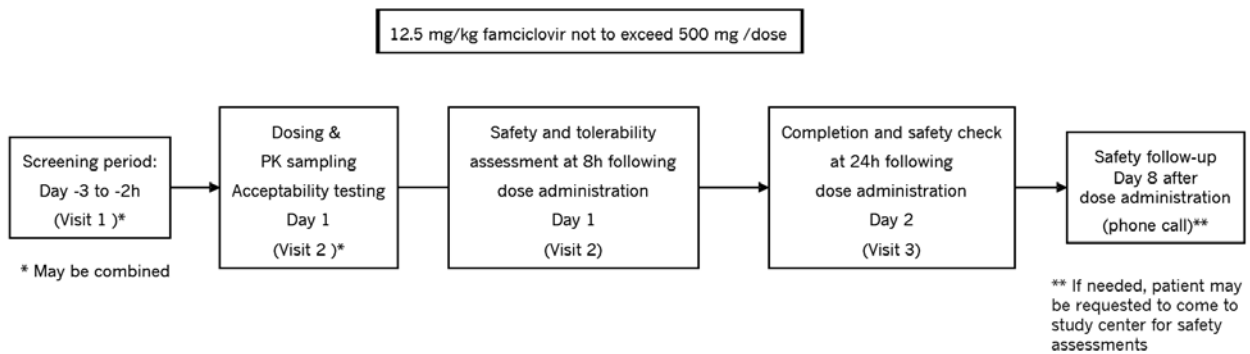 12.5 mg/kg famciclovir not to exceed 500 mg /dose
Screening period:
Day -3 to -2h
(Visit 1 )*
* May be combined
Dosing &
PK sampling
Acceptability testing
Day 1
(Visit 2 )*
Safety and tolerability
assessment at 8h following
dose administration
Day 1
(Visit 2)
Completion and safety check
at 24h following
dose administration
Day 2
(Visit 3)
Safety follow-up
Day 8 after
dose administration
(phone call)**
** If needed, patient may
be requested to come to
study center for safety
assessments